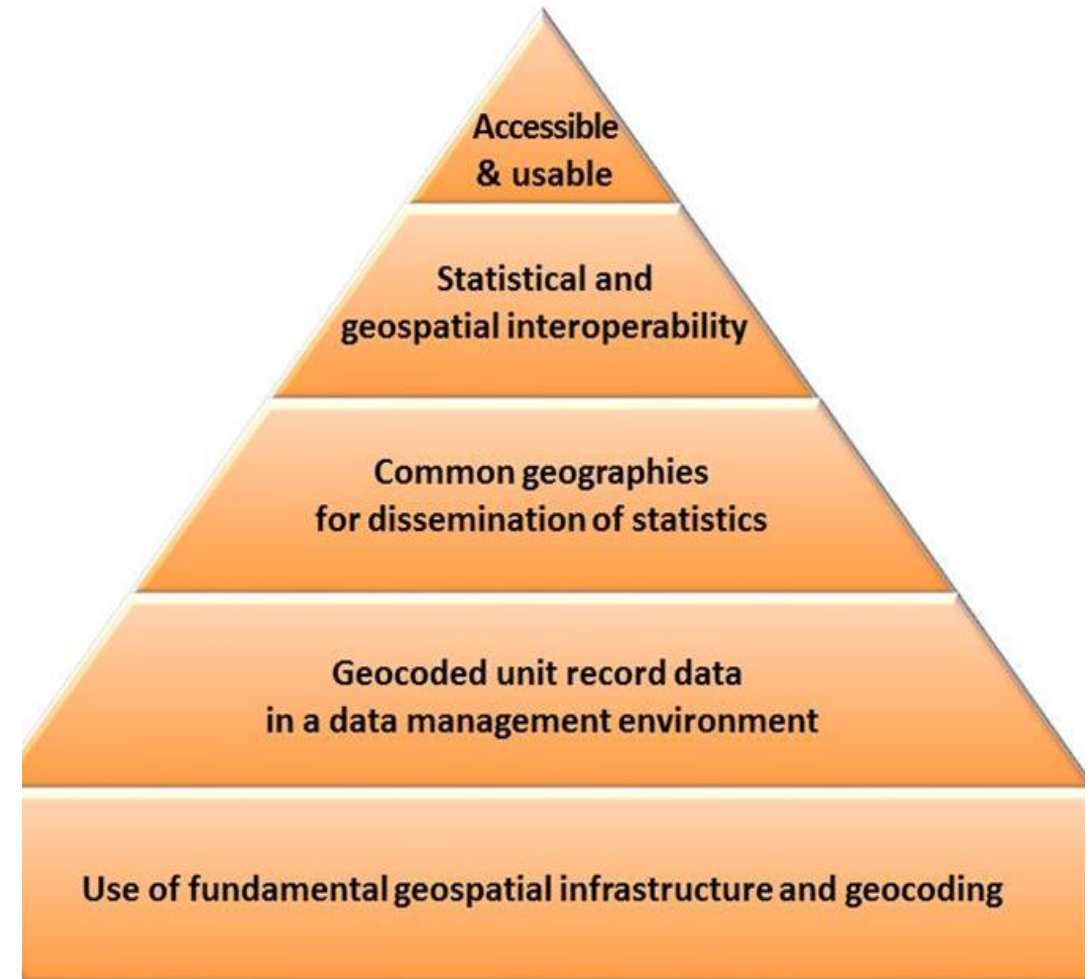 Accessible
& usable
Statistical and
geospatial interoperability
Common geographies
for dissemination of statistics
Geocoded unit record data
in a data management environment
Use of fundamental geospatial infrastructure and geocoding